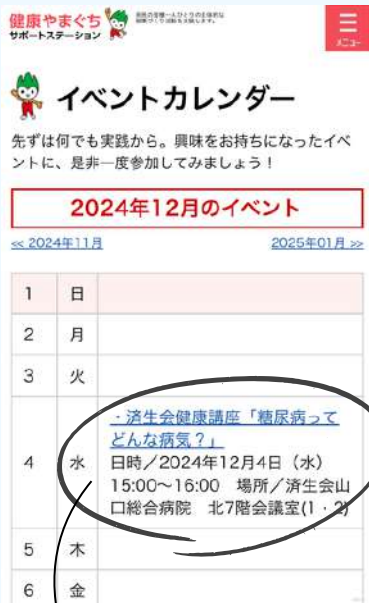 健康やまぐち
サポートステーション
メニュー
イベントカレンダー
先ずは何でも実践から。興味をお持ちになったイベ
ントに、是非一度参加してみましょう！
2024年12月のイベント
<< 2024年11月
2025年01月 >>
1 日
2 月
3 火
4 水
・済生会健康講座「糖尿病って
どんな病気？」
日時／2024年12月4日（水）
15:00～16:00 場所／済生会山
口総合病院 北7階会議室(1・2)
5 木
6 金